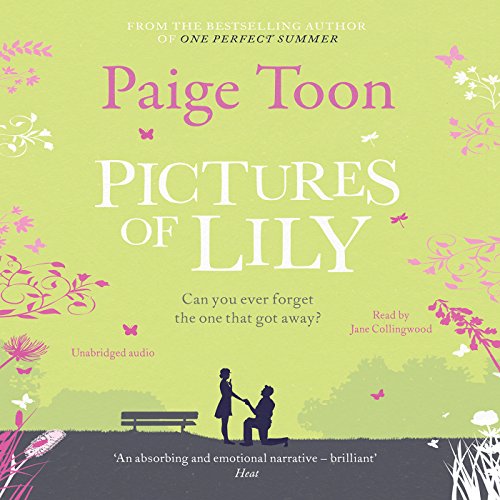 FROM THE BESTSELLING AUTHOR
OF ONE PERFECT SUMMER
Paige Toon
PICTURES
OF LILY
Can you ever forget
the one that got away?
Read by
Jane Collingwood
Unabridged audio
‘An absorbing and emotional narrative – brilliant’
Heat